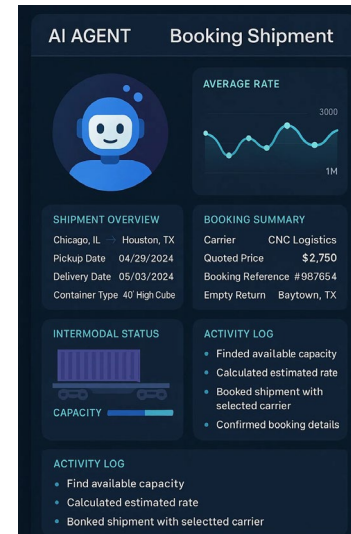 AI AGENT Booking Shipment
AVERAGE RATE
3000
1M
SHIPMENT OVERVIEW
Chicago, IL → Houston, TX
Pickup Date 04/29/2024
Delivery Date 05/03/2024
Container Type 40' High Cube
BOOKING SUMMARY
Carrier CNC Logistics
Quoted Price $2,750
Booking Reference #987654
Empty Return Baytown, TX
INTERMODAL STATUS
CAPACITY
ACTIVITY LOG
• Finded available capacity
• Calculated estimated rate
• Booked shipment with
selected carrier
• Confirmed booking details
ACTIVITY LOG
• Find available capacity
• Calculated estimated rate
• Bonked shipment with selectted carrier